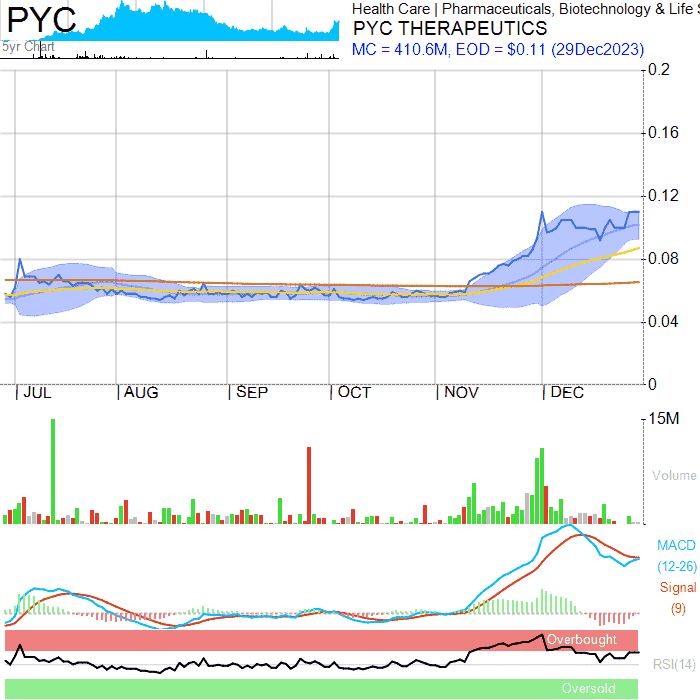 PYC
5yr Chart
Health Care | Pharmaceuticals, Biotechnology & Life S
PYC THERAPEUTICS
MC = 410.6M, EOD = $0.11 (29Dec2023)
0.2
0.16
0.12
0.08
0.04
0
| JUL | AUG | SEP | OCT | NOV | DEC
15M
Volume
MACD
(12-26)
Signal
(9)
Overbought
RSI(14)
Oversold